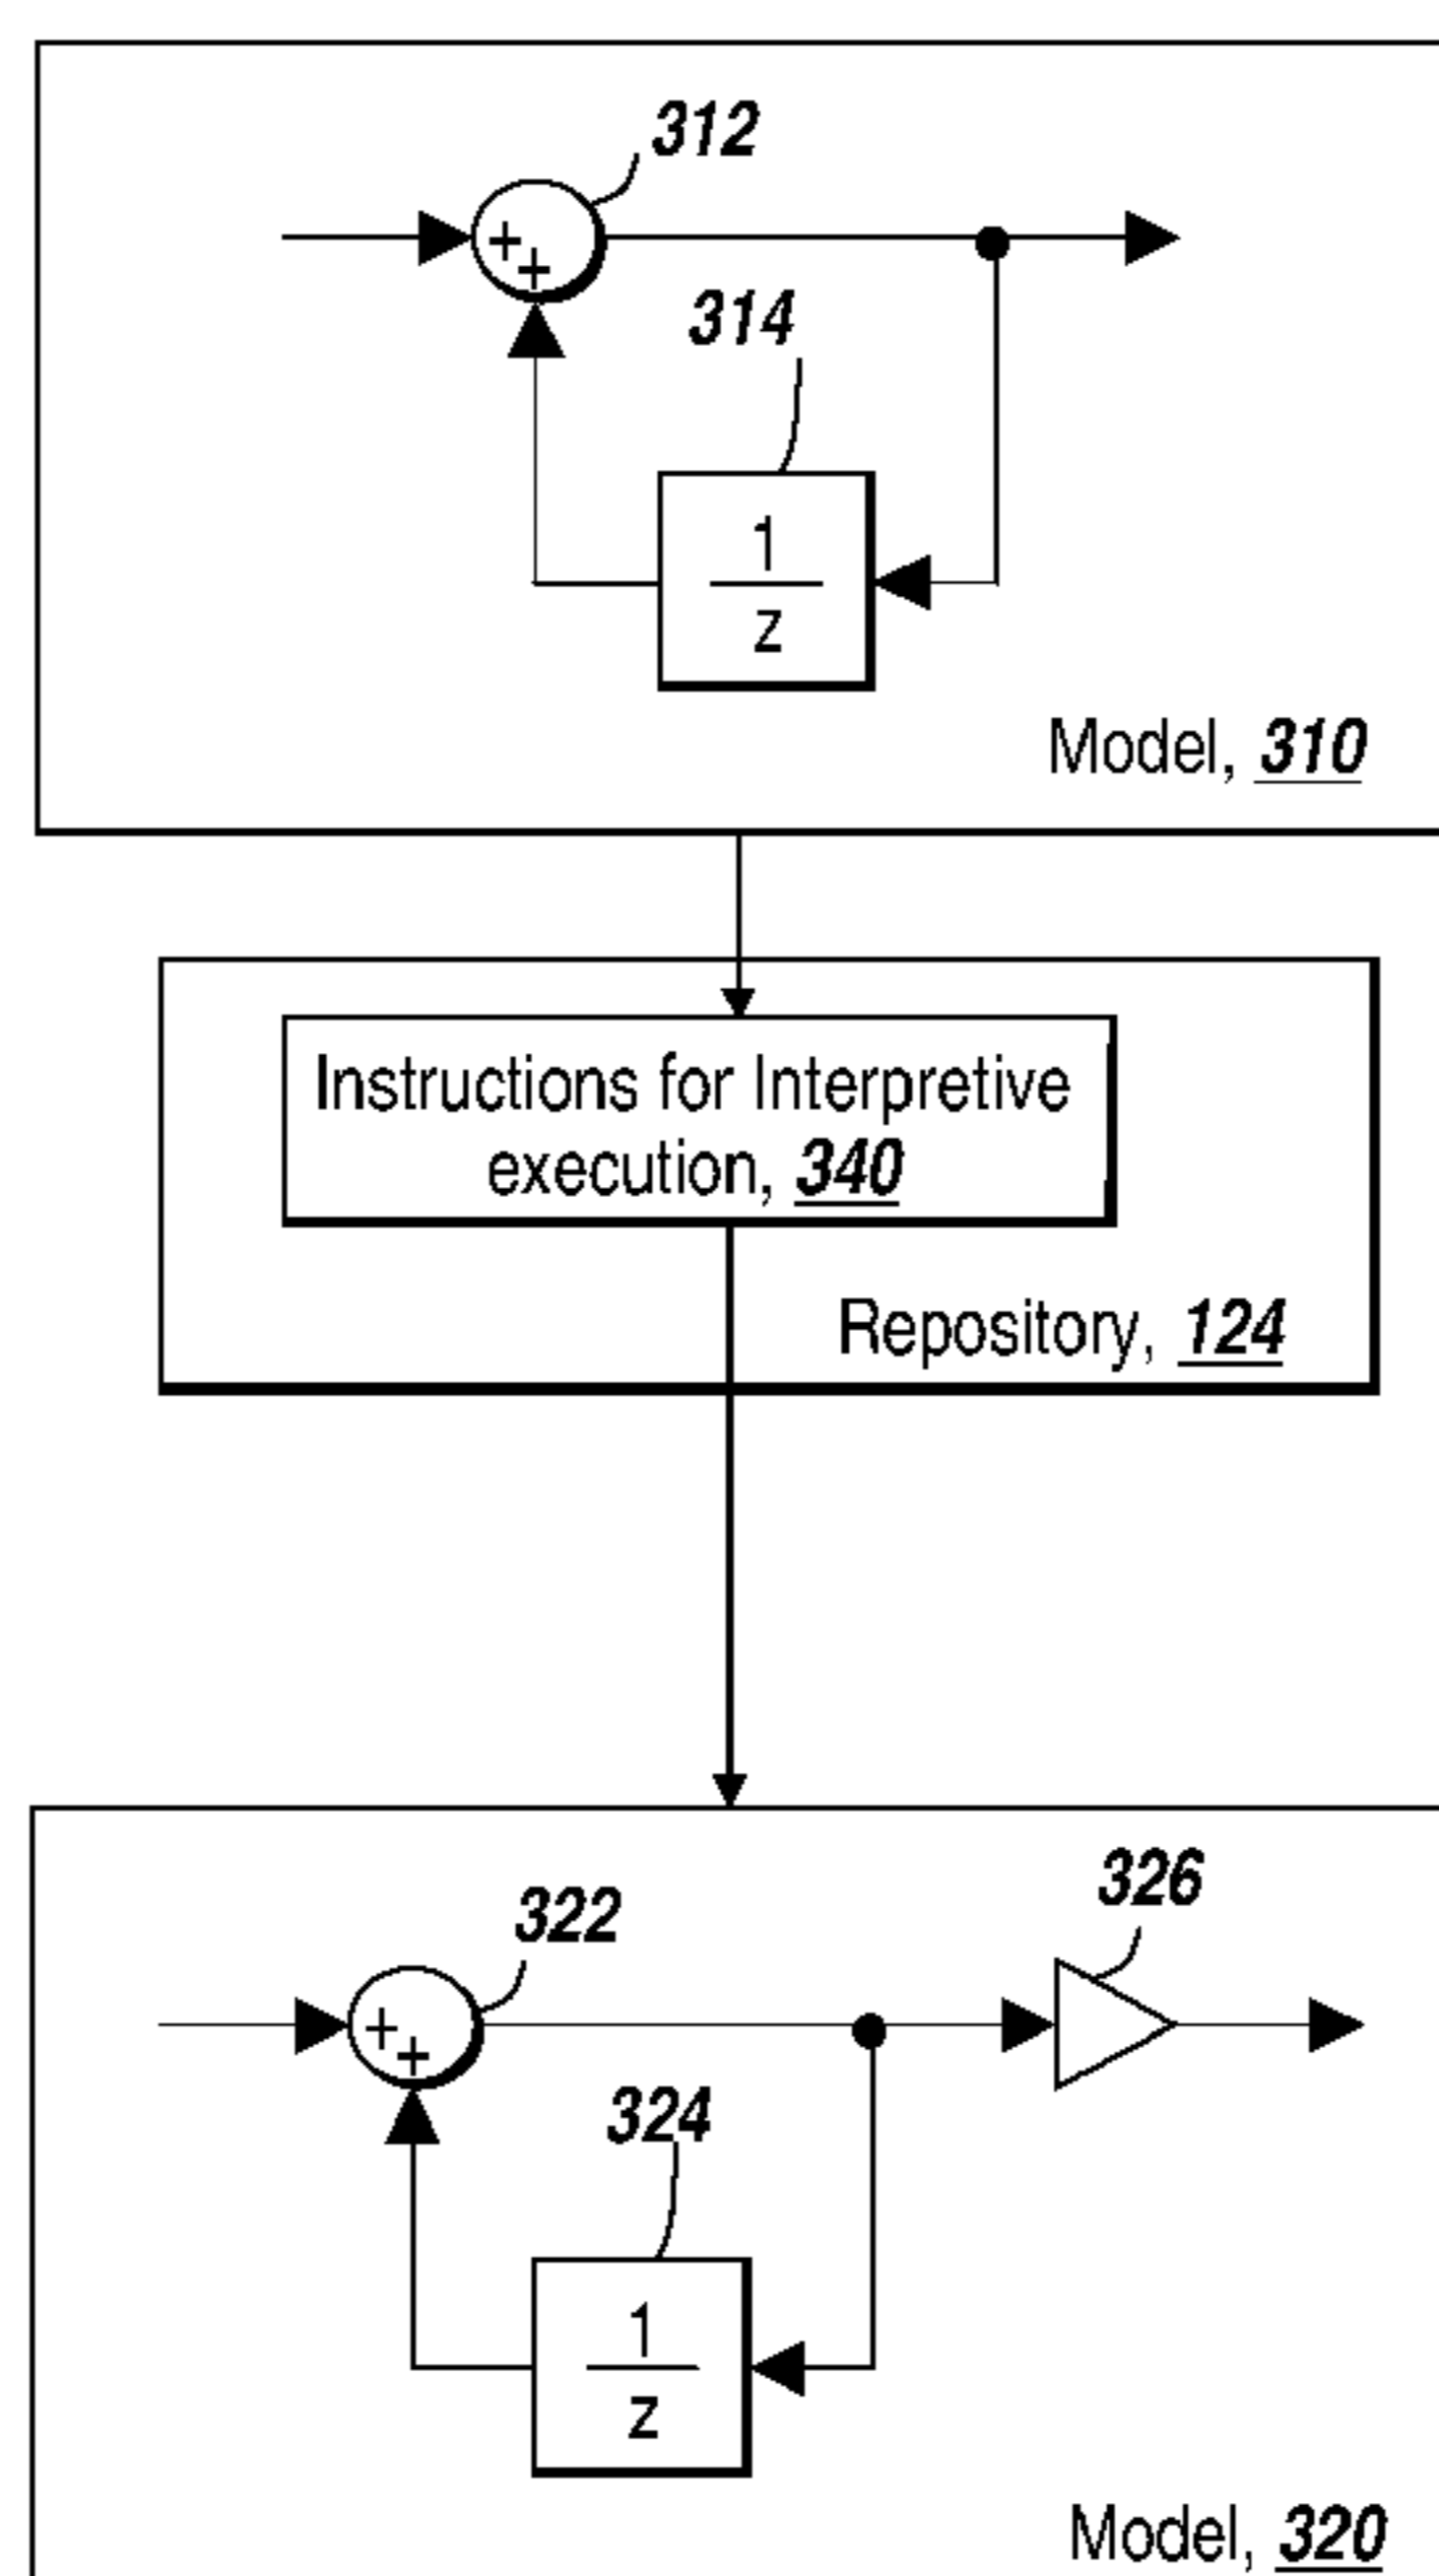 312
+
+
314
1
z
Model, 310
Instructions for Interpretive
execution, 340
Repository, 124
326
322
+
+
324
1
z
Model, 320